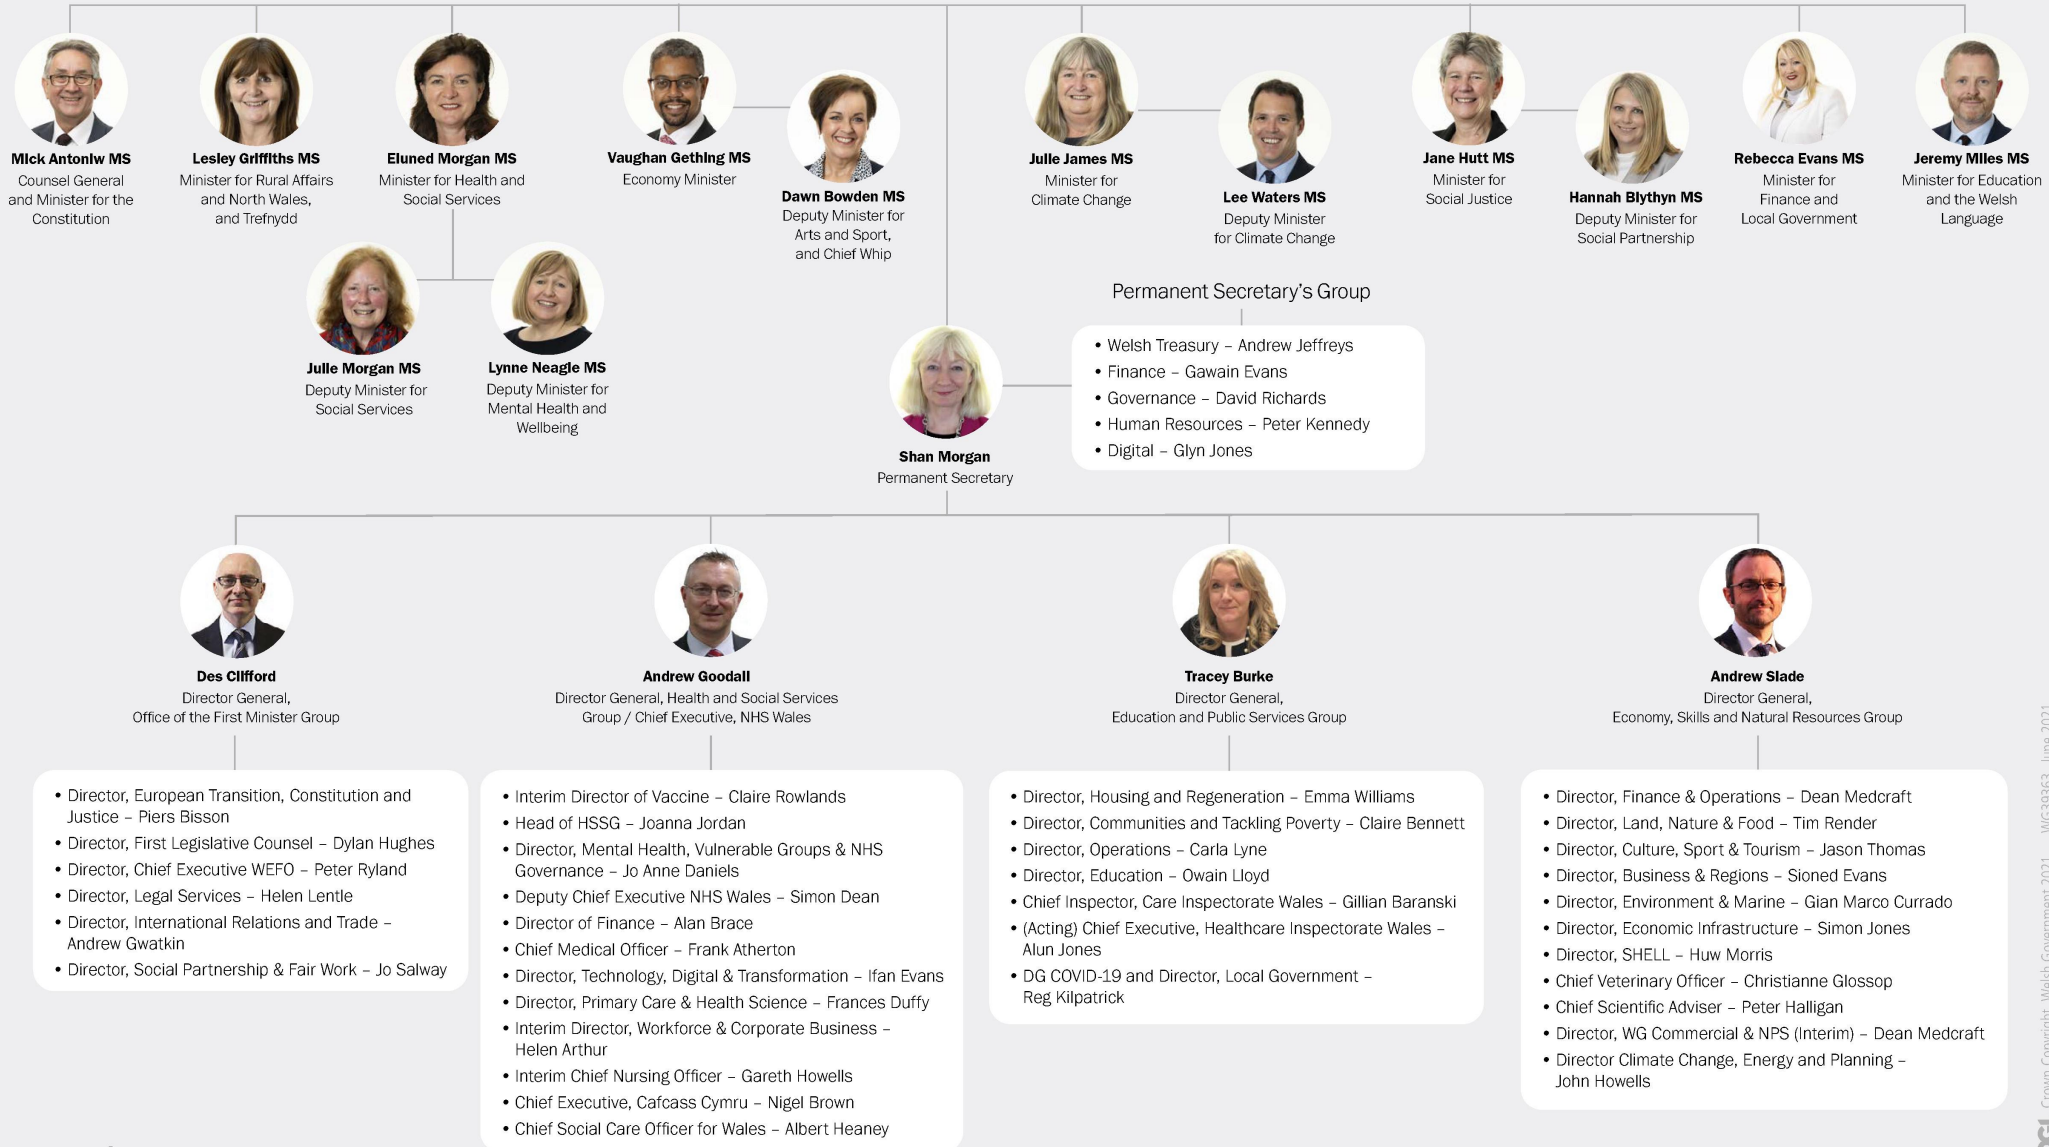 Mick Antoniw MS
Counsel General
and Minister for the
Constitution
Lesley Griffiths MS
Minister for Rural Affairs
and North Wales,
and Trefnydd
Eluned Morgan MS
Minister for Health and
Social Services
Vaughan Gething MS
Economy Minister
Dawn Bowden MS
Deputy Minister for
Arts and Sport,
and Chief Whip
Julie James MS
Minister for
Climate Change
Lee Waters MS
Deputy Minister
for Climate Change
Jane Hutt MS
Minister for
Social Justice
Hannah Blythyn MS
Deputy Minister for
Social Partnership
Rebecca Evans MS
Minister for
Finance and
Local Government
Jeremy Miles MS
Minister for Education
and the Welsh
Language
Julie Morgan MS
Deputy Minister for
Social Services
Lynne Neagle MS
Deputy Minister for
Mental Health and
Wellbeing
Shan Morgan
Permanent Secretary
Permanent Secretary’s Group
• Welsh Treasury – Andrew Jeffreys
• Finance – Gawain Evans
• Governance – David Richards
• Human Resources – Peter Kennedy
• Digital – Glyn Jones
Des Clifford
Director General,
Office of the First Minister Group
• Director, European Transition, Constitution and
Justice – Piers Bisson
• Director, First Legislative Counsel – Dylan Hughes
• Director, Chief Executive WEFO – Peter Ryland
• Director, Legal Services – Helen Lentle
• Director, International Relations and Trade –
Andrew Gwatkin
• Director, Social Partnership & Fair Work – Jo Salway
Andrew Goodall
Director General, Health and Social Services
Group / Chief Executive, NHS Wales
• Interim Director of Vaccine – Claire Rowlands
• Head of HSSG – Joanna Jordan
• Director, Mental Health, Vulnerable Groups & NHS
Governance – Jo Anne Daniels
• Deputy Chief Executive NHS Wales – Simon Dean
• Director of Finance – Alan Brace
• Chief Medical Officer – Frank Atherton
• Director, Technology, Digital & Transformation – Ifan Evans
• Director, Primary Care & Health Science – Frances Duffy
• Interim Director, Workforce & Corporate Business –
Helen Arthur
• Interim Chief Nursing Officer – Gareth Howells
• Chief Executive, Cafcass Cymru – Nigel Brown
• Chief Social Care Officer for Wales – Albert Heaney
Tracey Burke
Director General,
Education and Public Services Group
• Director, Housing and Regeneration – Emma Williams
• Director, Communities and Tackling Poverty – Claire Bennett
• Director, Operations – Carla Lyne
• Director, Education – Owain Lloyd
• Chief Inspector, Care Inspectorate Wales – Gillian Baranski
• (Acting) Chief Executive, Healthcare Inspectorate Wales –
Alun Jones
• DG COVID-19 and Director, Local Government –
Reg Kilpatrick
Andrew Slade
Director General,
Economy, Skills and Natural Resources Group
• Director, Finance & Operations – Dean Medcraft
• Director, Land, Nature & Food – Tim Render
• Director, Culture, Sport & Tourism – Jason Thomas
• Director, Business & Regions – Sioned Evans
• Director, Environment & Marine – Gian Marco Currado
• Director, Economic Infrastructure – Simon Jones
• Director, SHELL – Huw Morris
• Chief Veterinary Officer – Christianne Glossop
• Chief Scientific Adviser – Peter Halligan
• Director, WG Commercial & NPS (Interim) – Dean Medcraft
• Director Climate Change, Energy and Planning –
John Howells
Crown Copyright Welsh Government 2021 WG39363 June 2021